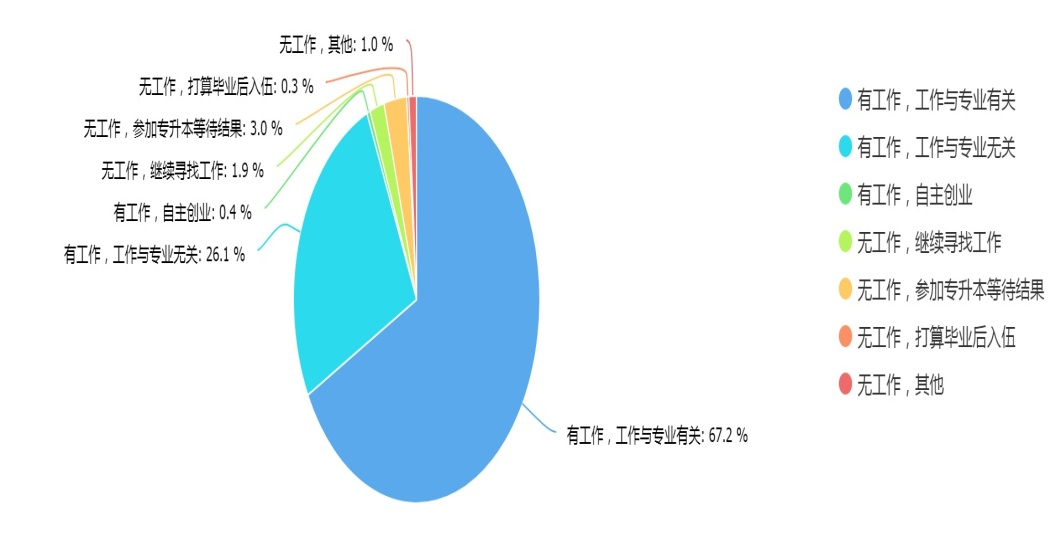 无工作，其他: 1.0 %
无工作，打算毕业后入伍: 0.3 %
无工作，参加专升本等待结果: 3.0 %
无工作，继续寻找工作: 1.9 %
有工作，自主创业: 0.4 %
有工作，工作与专业无关: 26.1 %
有工作，工作与专业有关: 67.2 %
有工作，工作与专业有关
有工作，工作与专业无关
有工作，自主创业
无工作，继续寻找工作
无工作，参加专升本等待结果
无工作，打算毕业后入伍
无工作，其他